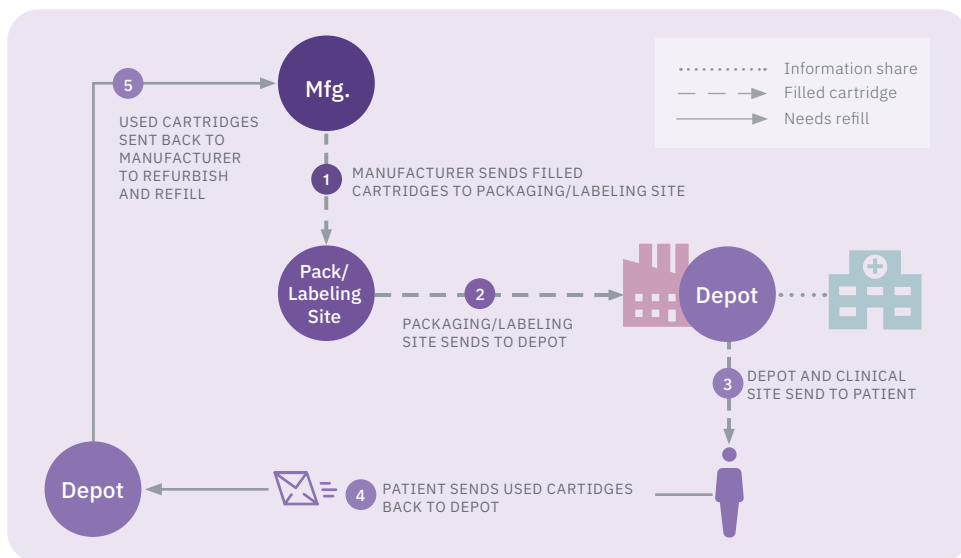 5
Mfg.
USED CARTRIDGES
SENT BACK TO
MANUFACTURER
TO REFURBISH
AND REFILL
Information share
Filled cartridge
Needs refill
1
MANUFACTURER SENDS FILLED
CARTRIDGES TO PACKAGING/LABELING SITE
Pack/
Labeling
Site
2
PACKAGING/LABELING
SITE SENDS TO DEPOT
Depot
3
DEPOT AND CLINICAL
SITE SEND TO PATIENT
Depot
4
PATIENT SENDS USED CARTIDGES
BACK TO DEPOT